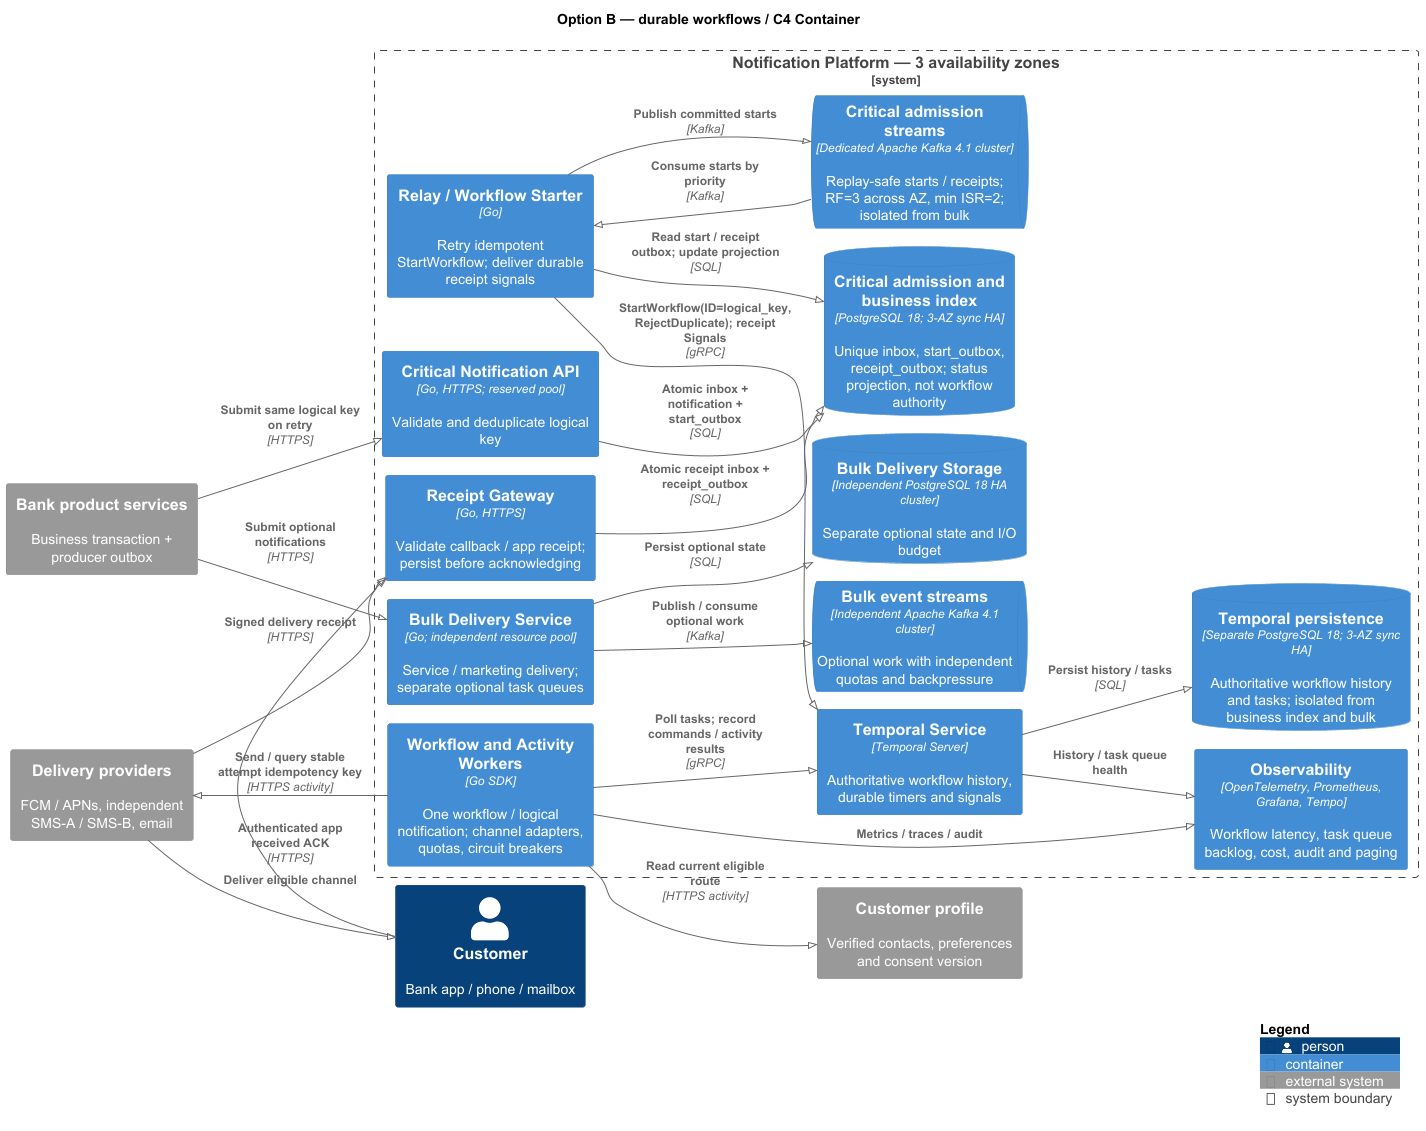 Option B — durable workflows / C4 Container
Notification Platform — 3 availability zones
[system]
Publish committed starts
[Kafka]
Critical admission
streams
[Dedicated Apache Kafka 4.1 cluster]
Replay-safe starts / receipts;
RF=3 across AZ, min ISR=2;
isolated from bulk
Consume starts by
priority
[Kafka]
Relay / Workflow Starter
[Go]
Retry idempotent
StartWorkflow; deliver durable
receipt signals
Read start / receipt
outbox; update projection
[SQL]
Critical admission and
business index
[PostgreSQL 18; 3-AZ sync HA]
Unique inbox, start_outbox,
receipt_outbox; status
projection, not workflow
authority
StartWorkflow(ID=logical_key,
RejectDuplicate); receipt
Signals
[gRPC]
Critical Notification API
[Go, HTTPS; reserved pool]
Validate and deduplicate logical
key
Atomic inbox +
notification +
start_outbox
[SQL]
Submit same logical key
on retry
[HTTPS]
Bulk Delivery Storage
[Independent PostgreSQL 18 HA
cluster]
Separate optional state and I/O
budget
Atomic receipt inbox +
receipt_outbox
[SQL]
Receipt Gateway
[Go, HTTPS]
Validate callback / app receipt;
persist before acknowledging
Bank product services
Business transaction +
producer outbox
Submit optional
notifications
[HTTPS]
Persist optional state
[SQL]
Bulk event streams
[Independent Apache Kafka 4.1
cluster]
Optional work with independent
quotas and backpressure
Publish / consume
optional work
[Kafka]
Bulk Delivery Service
[Go; independent resource pool]
Service / marketing delivery;
separate optional task queues
Signed delivery receipt
[HTTPS]
Temporal persistence
[Separate PostgreSQL 18; 3-AZ sync
HA]
Authoritative workflow history
and tasks; isolated from
business index and bulk
Persist history / tasks
[SQL]
Poll tasks; record
commands / activity
results
[gRPC]
Temporal Service
[Temporal Server]
Authoritative workflow history,
durable timers and signals
Workflow and Activity
Workers
[Go SDK]
One workflow / logical
notification; channel adapters,
quotas, circuit breakers
History / task queue
health
Observability
[OpenTelemetry, Prometheus,
Grafana, Tempo]
Workflow latency, task queue
backlog, cost, audit and paging
Send / query stable
attempt idempotency key
[HTTPS activity]
Delivery providers
FCM / APNs, independent
SMS-A / SMS-B, email
Metrics / traces / audit
Authenticated app
received ACK
[HTTPS]
Deliver eligible channel
Read current eligible
route
[HTTPS activity]
Customer profile
Verified contacts, preferences
and consent version
Customer
Bank app / phone / mailbox
Legend
person
container
external system
system boundary